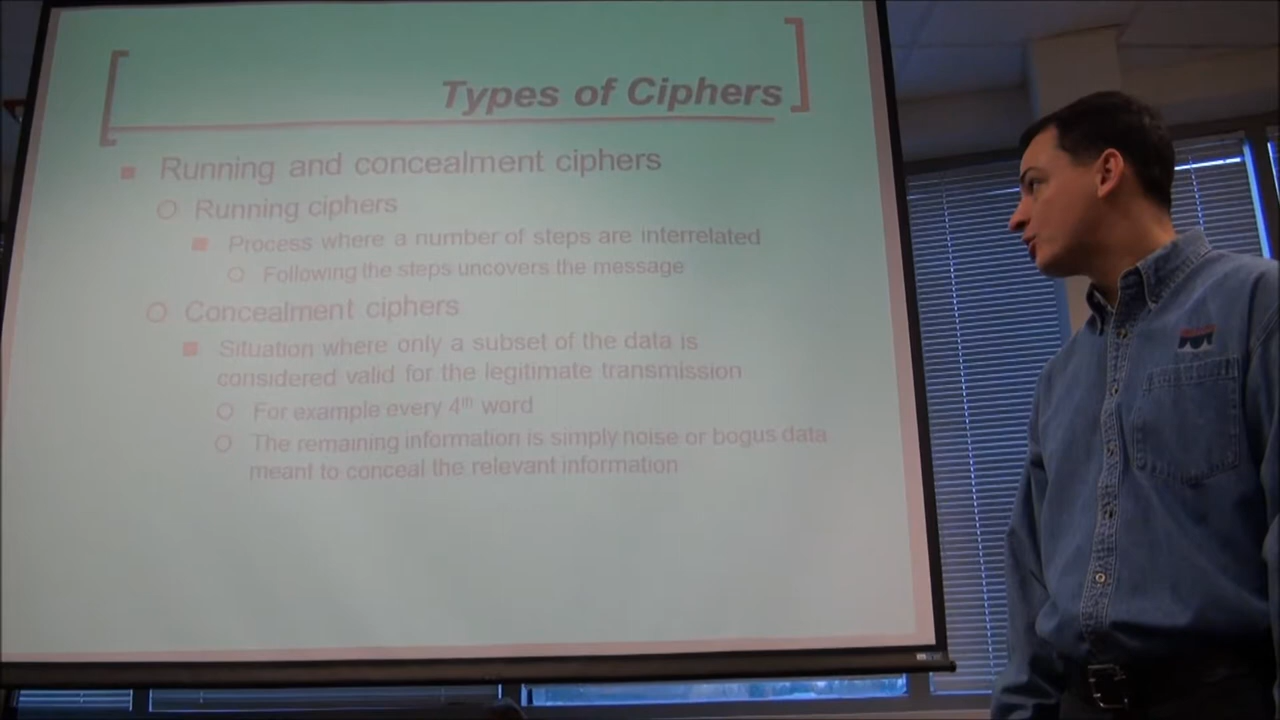 Types of Ciphers
Running and concealment ciphers
Running ciphers
Process where a number of steps are interrelated
Following the steps uncovers the message
Concealment ciphers
Situation where only a subset of the data is
considered valid for the legitimate transmission
For example every 4th word
The remaining information is simply noise or bogus data
meant to conceal the relevant information